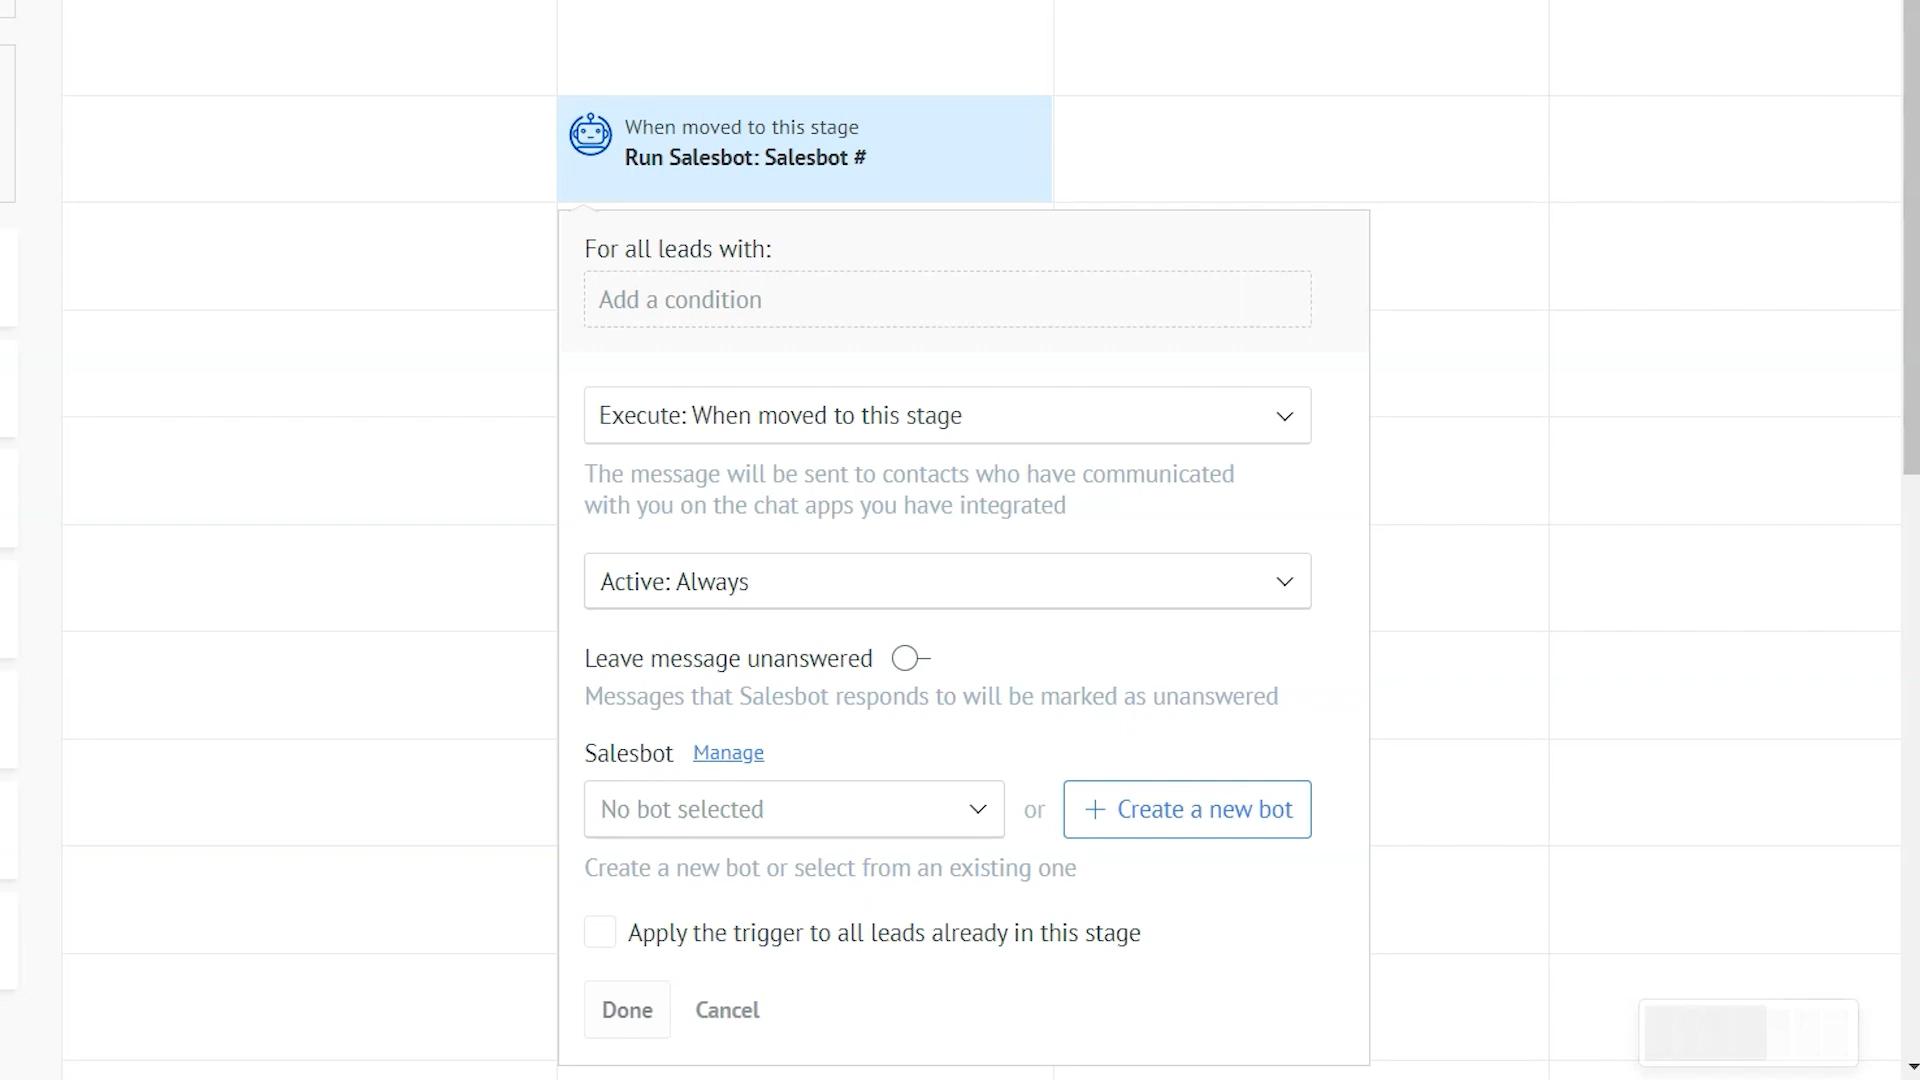 When moved to this stage
Run Salesbot: Salesbot #
For all leads with:
Add a condition
Execute: When moved to this stage
The message will be sent to contacts who have communicated
with you on the chat apps you have integrated
Active: Always
Leave message unanswered
Messages that Salesbot responds to will be marked as unanswered
Salesbot Manage
No bot selected or + Create a new bot
Create a new bot or select from an existing one
Apply the trigger to all leads already in this stage
Done Cancel